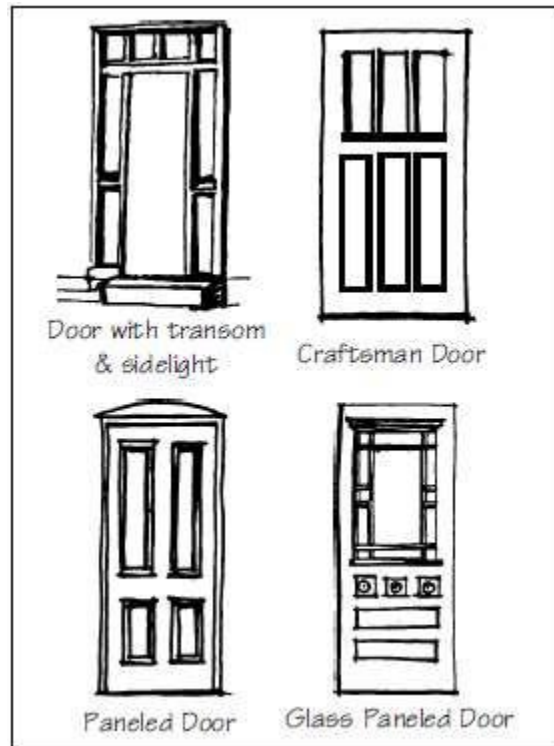 Door with transom
& sidelight
Craftsman Door
Paneled Door
Glass Paneled Door